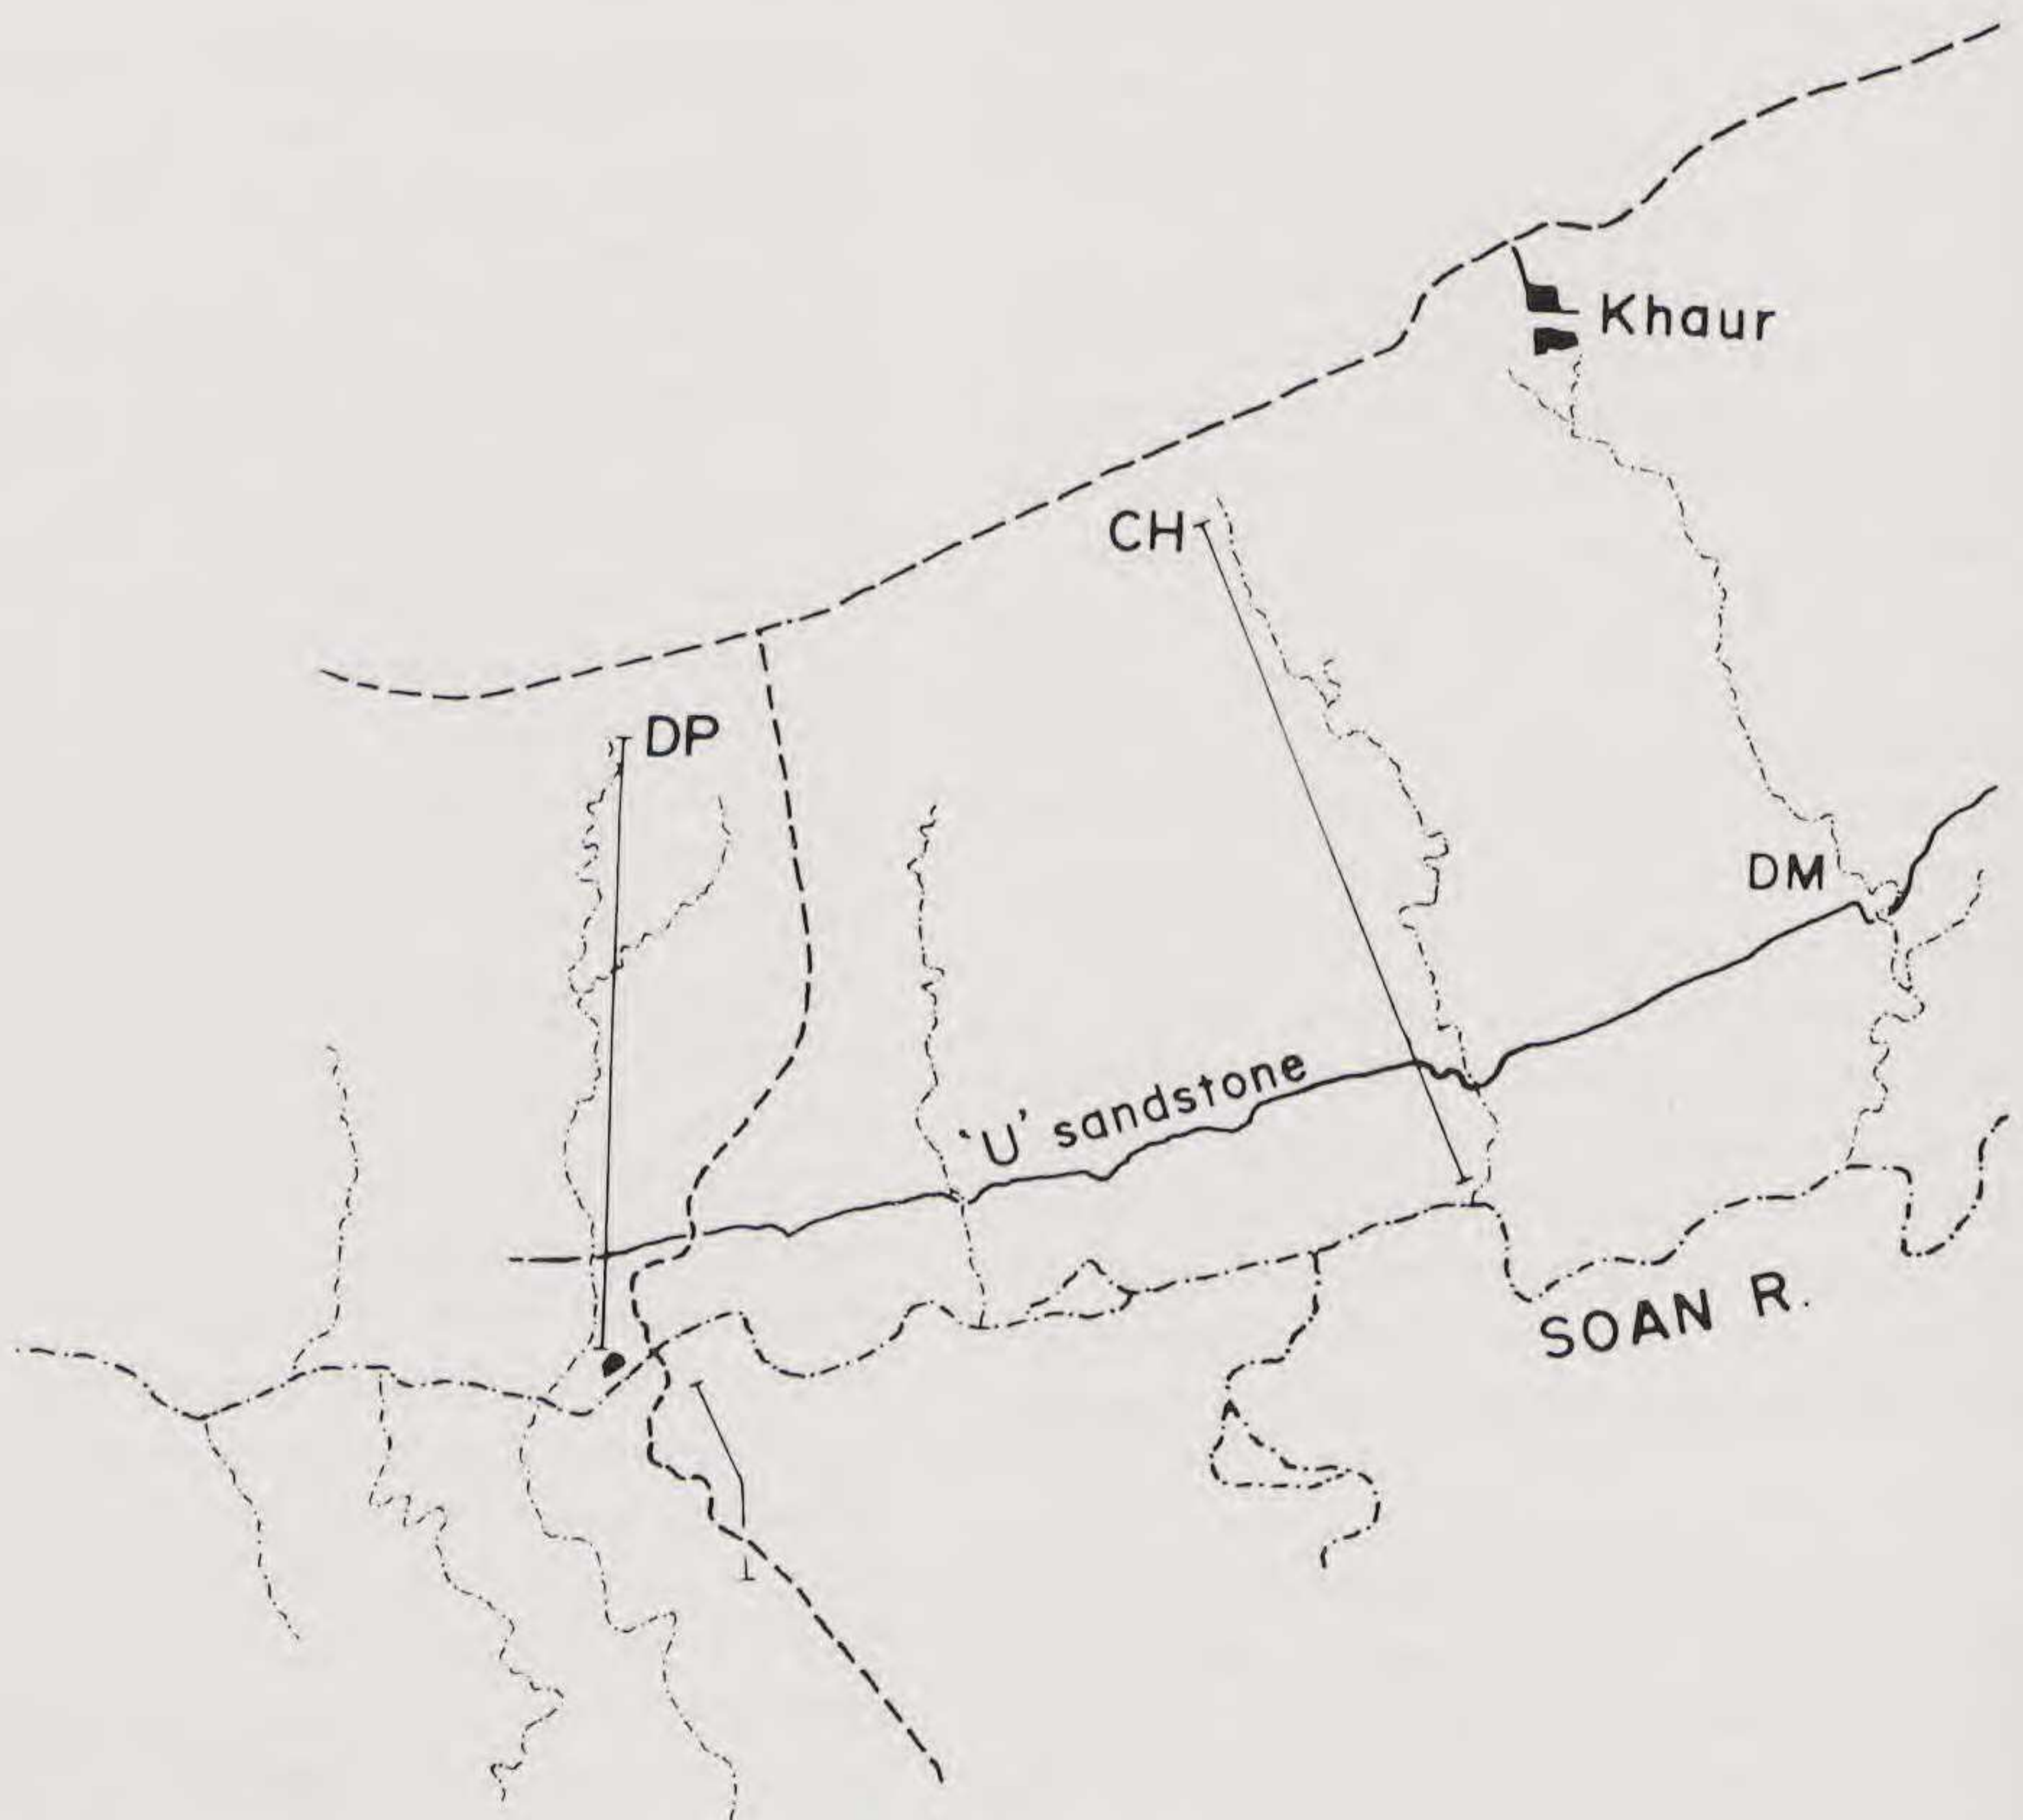 Khaur
CH
DP
DM
'U' sandstone
SOAN R.